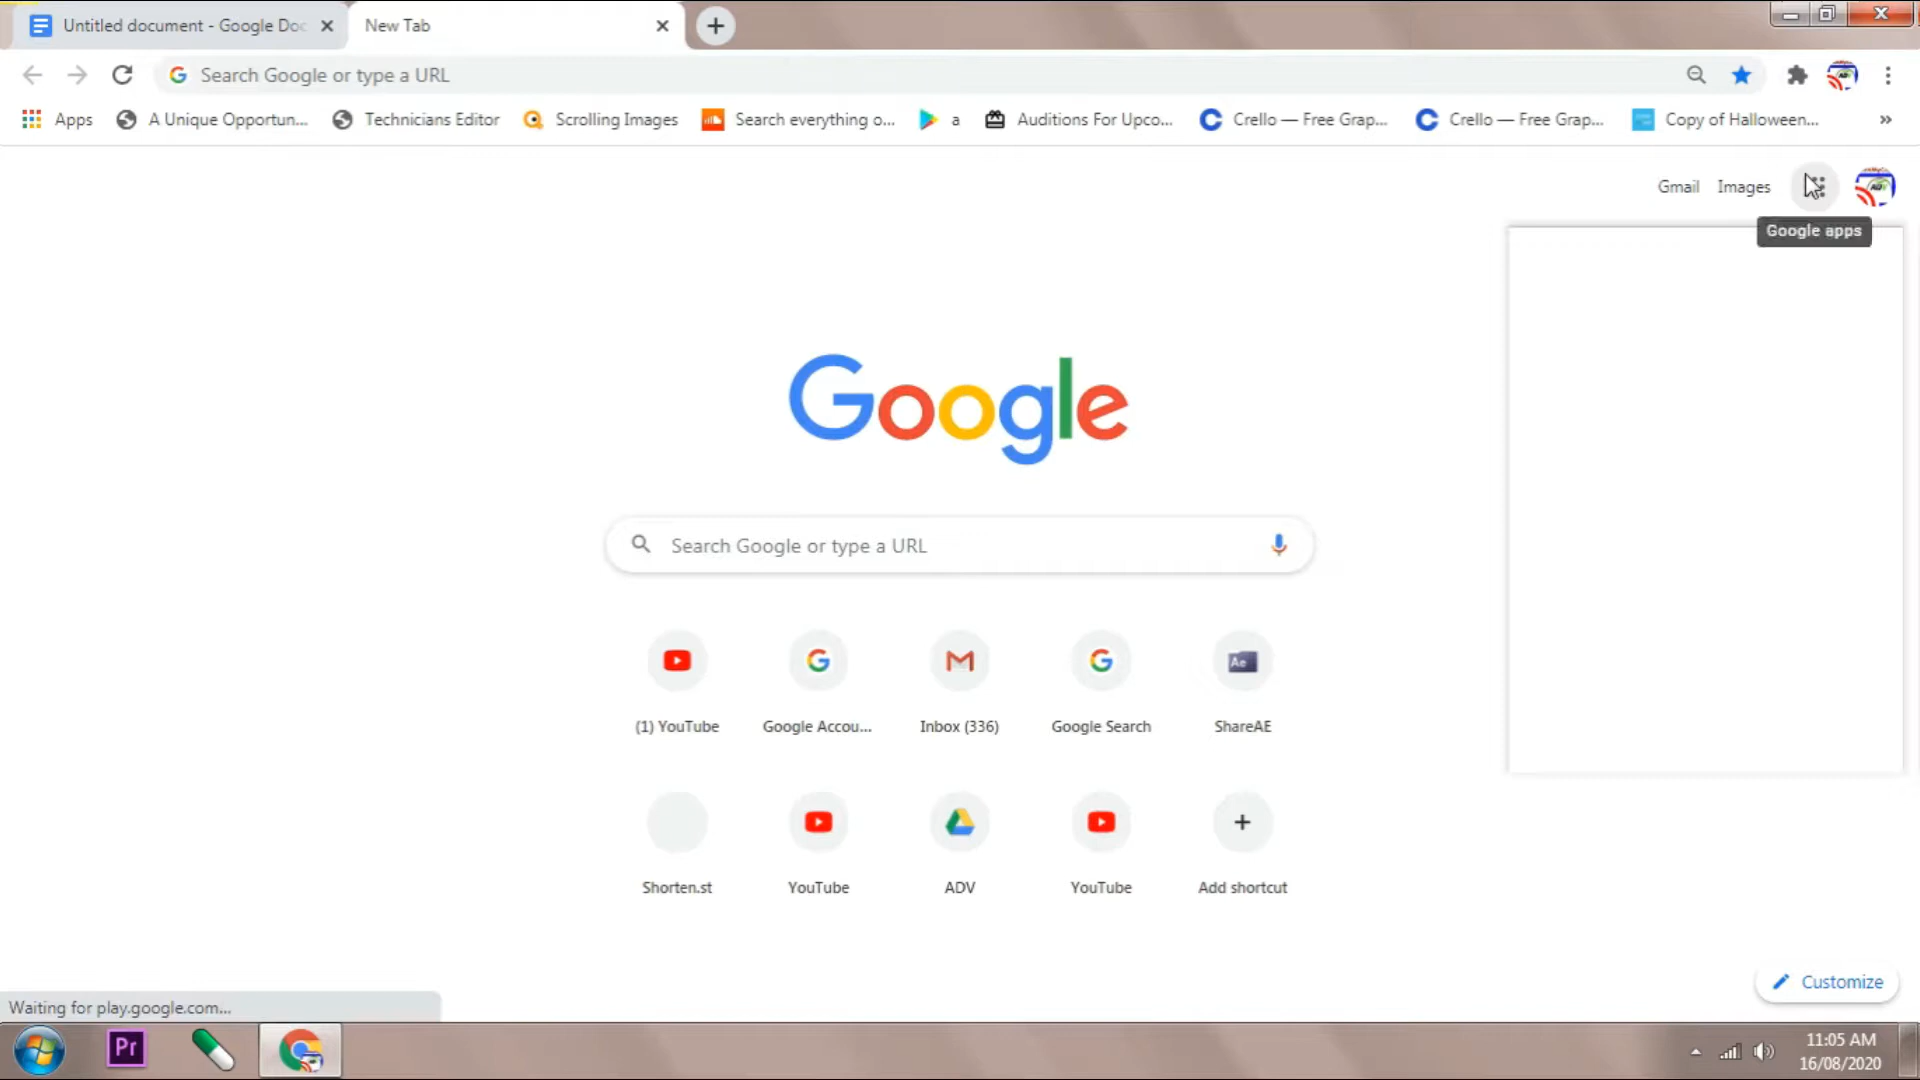 Untitled document - Google Doc
New Tab
Search Google or type a URL
Apps
A Unique Opportun...
Technicians Editor
Scrolling Images
Search everything o...
a
Auditions For Upco...
Crello — Free Grap...
Crello — Free Grap...
Copy of Halloween...
»
Gmail
Images
Google apps
Google
Search Google or type a URL
(1) YouTube
Google Accou...
Inbox (336)
Google Search
Ae
ShareAE
Shorten.st
YouTube
ADV
YouTube
Add shortcut
Customize
Waiting for play.google.com...
Pr
11:05 AM
16/08/2020